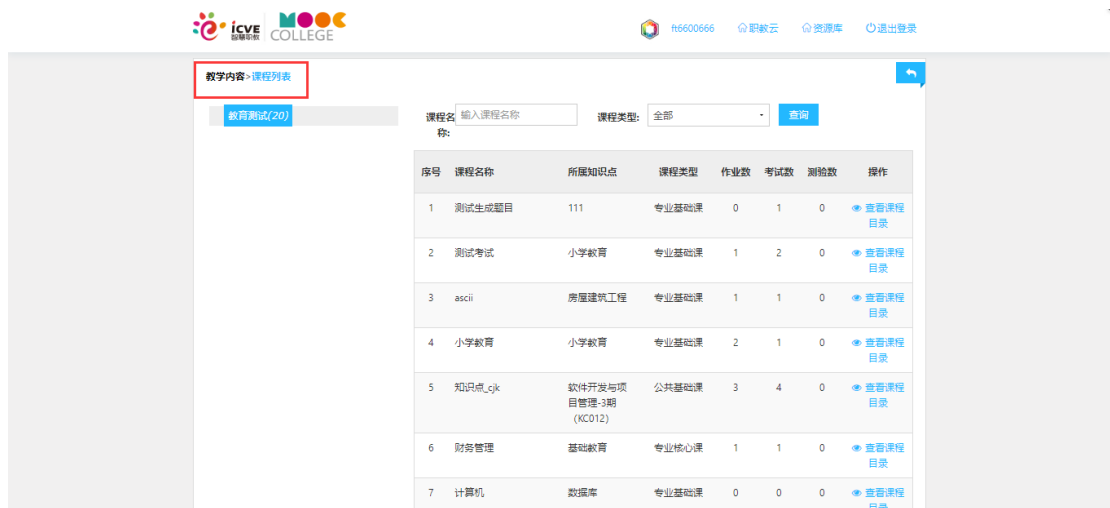 icve MOOC
智慧职教 COLLEGE
ft6600666 职教云 资源库 退出登录
教学内容>课程列表
教育测试(20)
课程名称: 输入课程名称 课程类型: 全部 查询
序号 课程名称 所属知识点 课程类型 作业数 考试数 测验数 操作
1 测试生成题目 111 专业基础课 0 1 0 查看课程
目录
2 测试考试 小学教育 专业基础课 1 2 0 查看课程
目录
3 ascii 房屋建筑工程 专业基础课 1 1 0 查看课程
目录
4 小学教育 小学教育 专业基础课 2 1 0 查看课程
目录
5 知识点_cjk 软件开发与项 公共基础课 3 4 0 查看课程
目管理-3期 目录
(KC012)
6 财务管理 基础教育 专业核心课 1 1 0 查看课程
目录
7 计算机 数据库 专业基础课 0 0 0 查看课程
目录